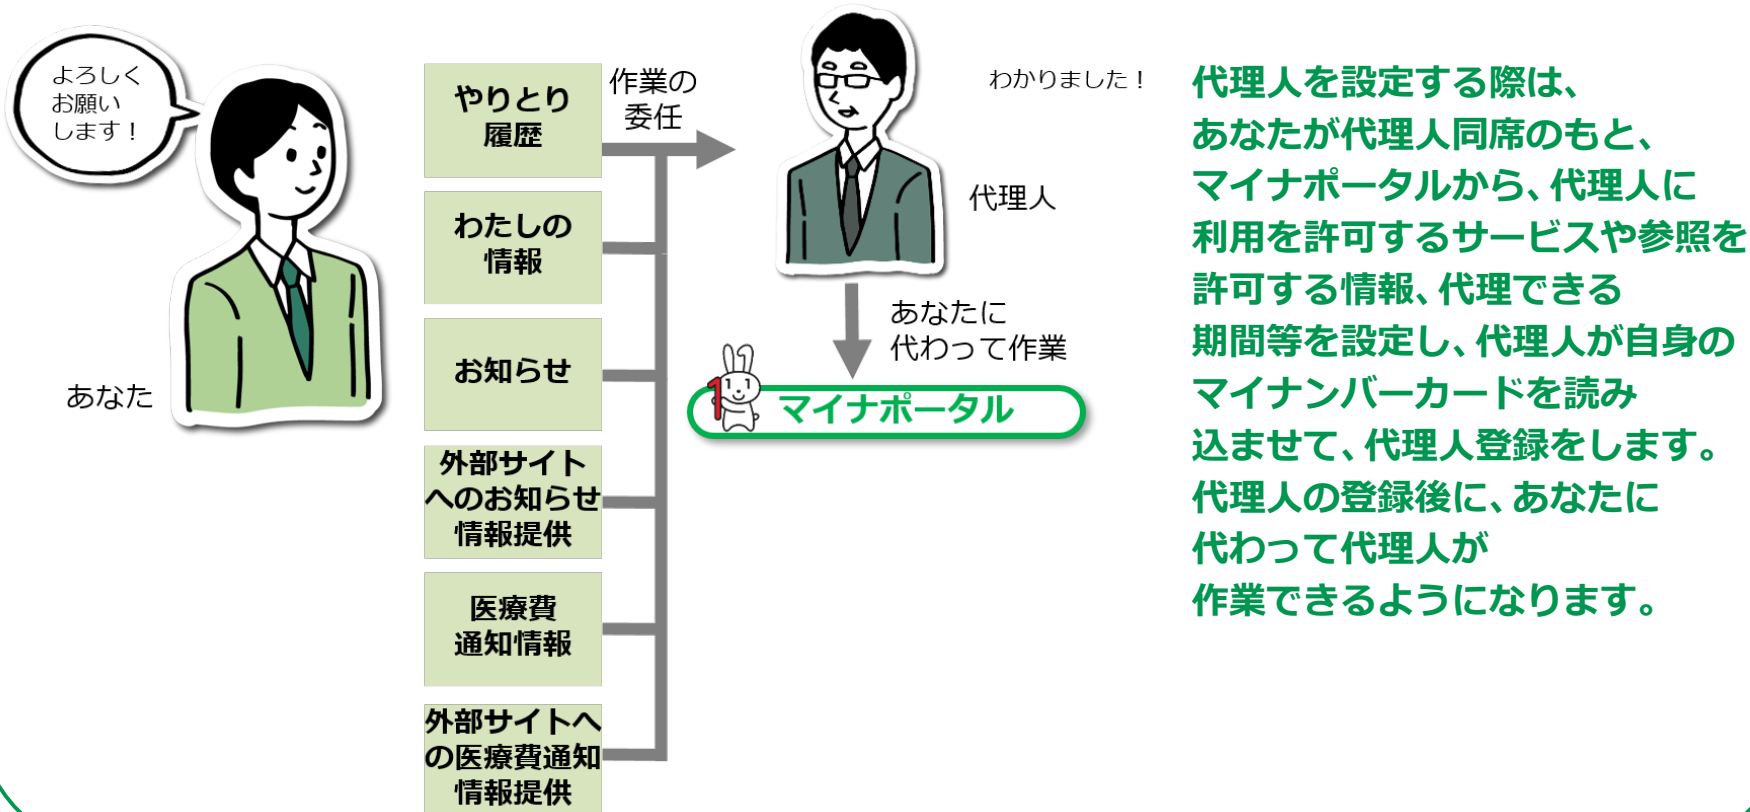 よろしく
お願い
します！
あなた
やりとり
履歴
わたしの
情報
お知らせ
外部サイト
へのお知らせ
情報提供
医療費
通知情報
外部サイトへ
の医療費通知
情報提供
作業の
委任
わかりました！
代理人
あなたに
代わって作業
マイナポータル
代理人を設定する際は、
あなたが代理人同席のもと、
マイナポータルから、代理人に
利用を許可するサービスや参照を
許可する情報、代理できる
期間等を設定し、代理人が自身の
マイナンバーカードを読み
込ませて、代理人登録をします。
代理人の登録後に、あなたに
代わって代理人が
作業できるようになります。